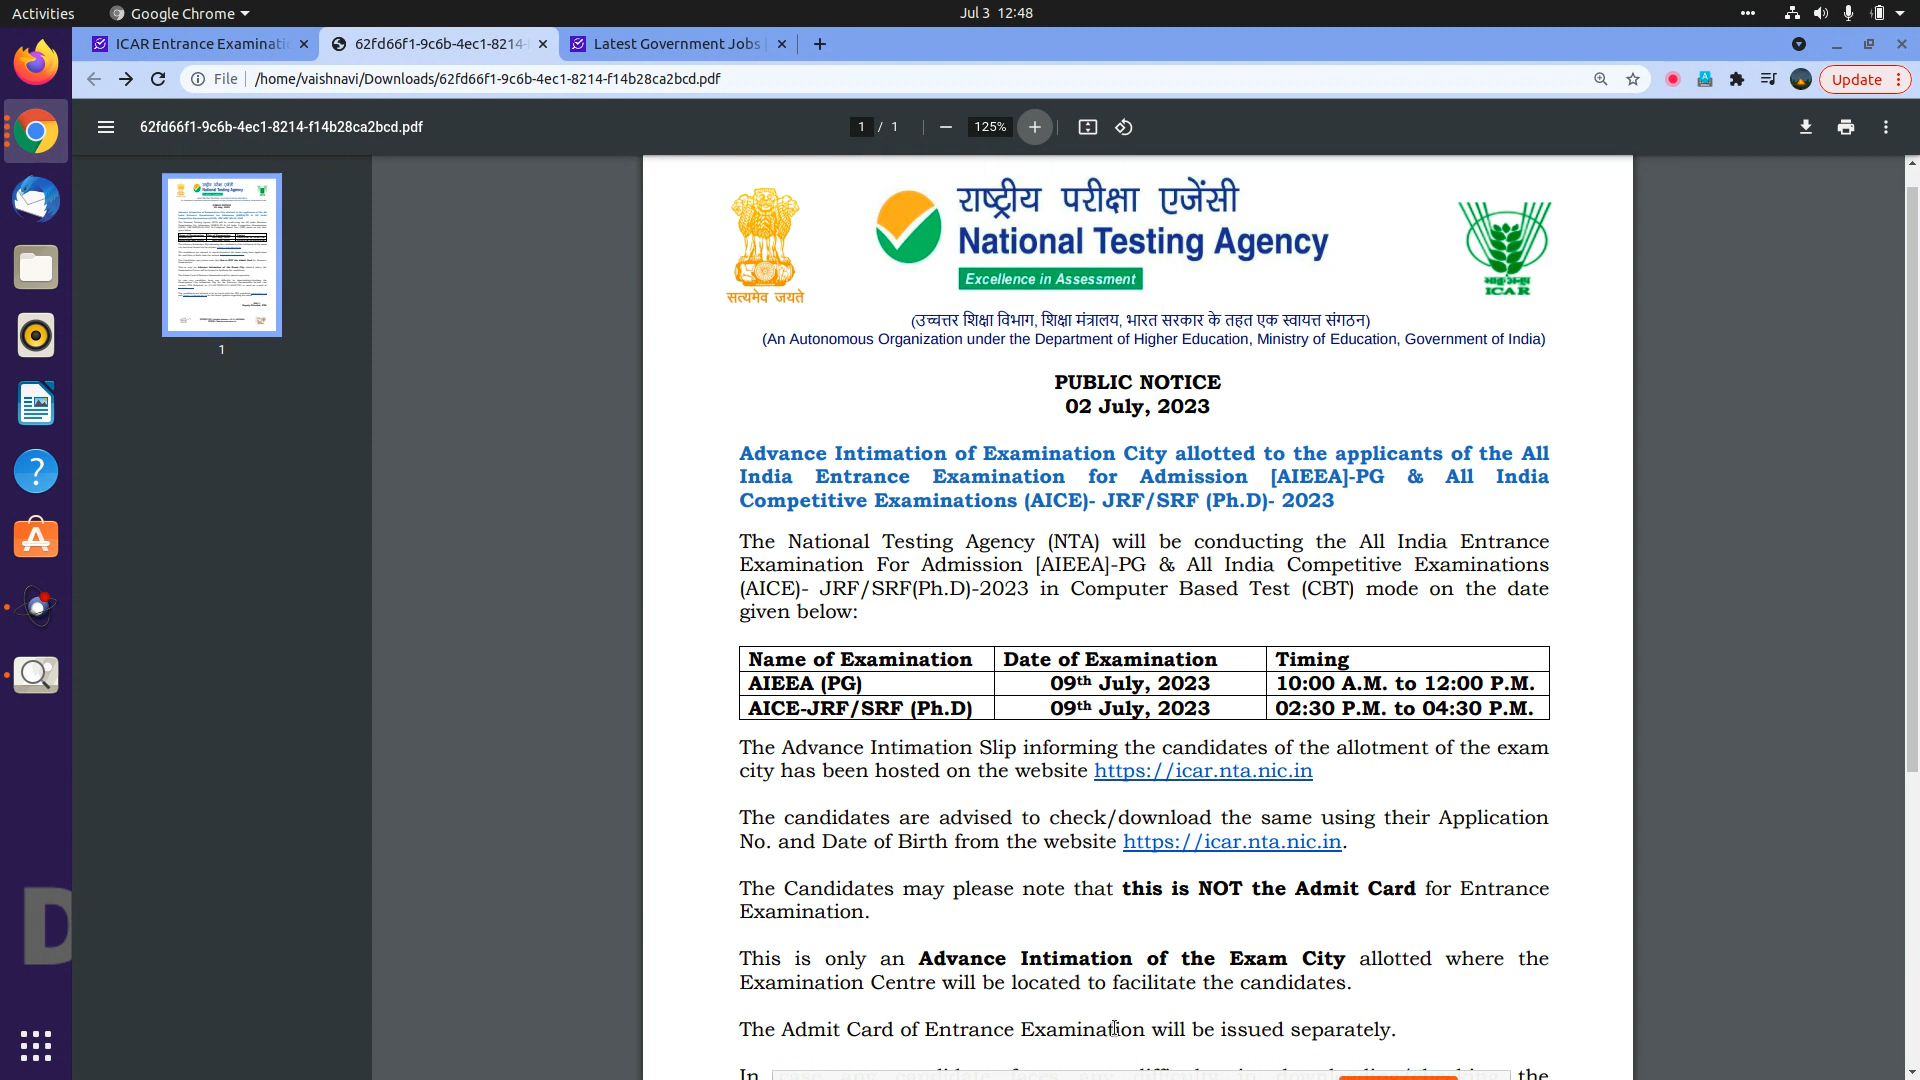 Activities
Google Chrome
Jul 3 12:48
ICAR Entrance Examinati
62fd66f1-9c6b-4ec1-8214-
Latest Government Jobs
File
/home/vaishnavi/Downloads/62fd66f1-9c6b-4ec1-8214-f14b28ca2bcd.pdf
Update
62fd66f1-9c6b-4ec1-8214-f14b28ca2bcd.pdf
1 / 1
125%
1
सत्यमेव जयते
राष्ट्रीय परीक्षा एजेंसी
National Testing Agency
Excellence in Assessment
भाकृअनुप
ICAR
(उच्चत्तर शिक्षा विभाग, शिक्षा मंत्रालय, भारत सरकार के तहत एक स्वायत्त संगठन)
(An Autonomous Organization under the Department of Higher Education, Ministry of Education, Government of India)
PUBLIC NOTICE
02 July, 2023
Advance Intimation of Examination City allotted to the applicants of the All
India Entrance Examination for Admission [AIEEA]-PG & All India
Competitive Examinations (AICE)- JRF/SRF (Ph.D)- 2023
The National Testing Agency (NTA) will be conducting the All India Entrance
Examination For Admission [AIEEA]-PG & All India Competitive Examinations
(AICE)- JRF/SRF(Ph.D)-2023 in Computer Based Test (CBT) mode on the date
given below:
Name of Examination Date of Examination Timing
AIEEA (PG) 09th July, 2023 10:00 A.M. to 12:00 P.M.
AICE-JRF/SRF (Ph.D) 09th July, 2023 02:30 P.M. to 04:30 P.M.
The Advance Intimation Slip informing the candidates of the allotment of the exam
city has been hosted on the website https://icar.nta.nic.in
The candidates are advised to check/download the same using their Application
No. and Date of Birth from the website https://icar.nta.nic.in.
The Candidates may please note that this is NOT the Admit Card for Entrance
Examination.
This is only an Advance Intimation of the Exam City allotted where the
Examination Centre will be located to facilitate the candidates.
The Admit Card of Entrance Examination will be issued separately.
In case any candidate faces any difficulty in downloading/checking the
D